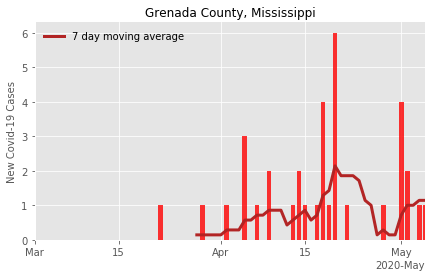 Grenada County, Mississippi
7 day moving average
New Covid-19 Cases
6
5
4
3
2
1
0
Mar 15 Apr 15 May
2020-May